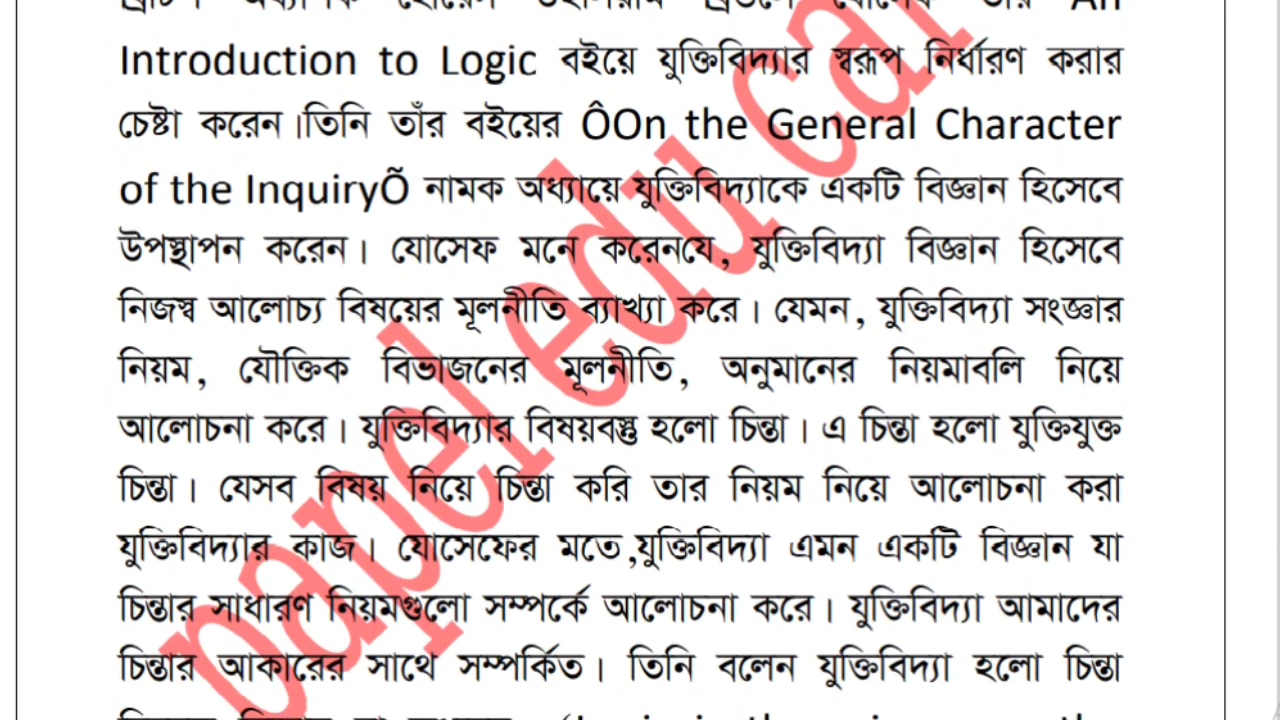 Introduction to Logic বইয়ে যুক্তিবিদ্যার স্বরূপ নির্ধারণ করার
চেষ্টা করেন।তিনি তাঁর বইয়ের ÔOn the General Character
of the InquiryÕ নামক অধ্যায়ে যুক্তিবিদ্যাকে একটি বিজ্ঞান হিসেবে
উপস্থাপন করেন। যোসেফ মনে করেনযে, যুক্তিবিদ্যা বিজ্ঞান হিসেবে
নিজস্ব আলোচ্য বিষয়ের মূলনীতি ব্যাখ্যা করে। যেমন, যুক্তিবিদ্যা সংজ্ঞার
নিয়ম, যৌক্তিক বিভাজনের মূলনীতি, অনুমানের নিয়মাবলি নিয়ে
আলোচনা করে। যুক্তিবিদ্যার বিষয়বস্তু হলো চিন্তা। এ চিন্তা হলো যুক্তিযুক্ত
চিন্তা। যেসব বিষয় নিয়ে চিন্তা করি তার নিয়ম নিয়ে আলোচনা করা
যুক্তিবিদ্যার কাজ। যোসেফের মতে,যুক্তিবিদ্যা এমন একটি বিজ্ঞান যা
চিন্তার সাধারণ নিয়মগুলো সম্পর্কে আলোচনা করে। যুক্তিবিদ্যা আমাদের
চিন্তার আকারের সাথে সম্পর্কিত। তিনি বলেন যুক্তিবিদ্যা হলো চিন্তা
papel edu car